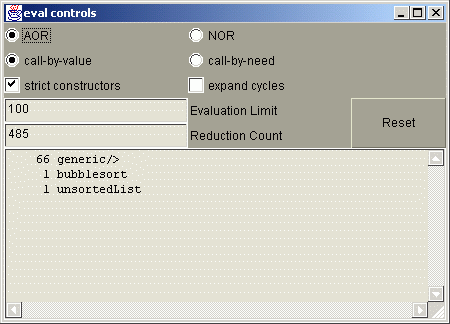 eval controls
AOR NOR
call-by-value call-by-need
strict constructors expand cycles
100 Evaluation Limit
485 Reduction Count Reset
66 generic/>
1 bubblesort
1 unsortedList